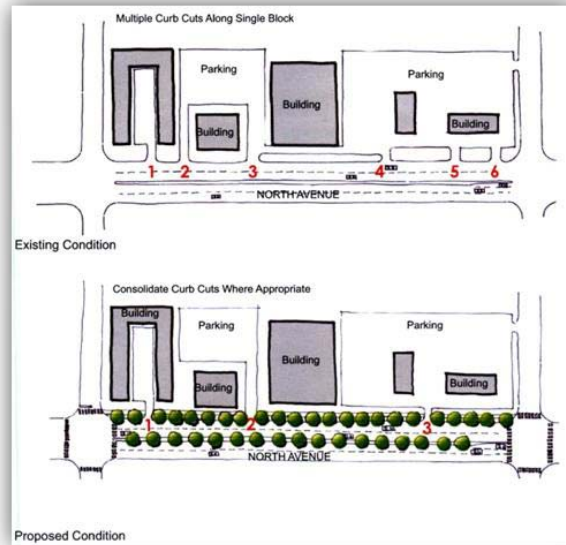 Multiple Curb Cuts Along Single Block
Parking
Parking
Building
Building
1 2 3 4 5 6
NORTH AVENUE
Existing Condition
Consolidate Curb Cuts Where Appropriate
Building
Parking
Parking
Building
Building
Building
1 2 3
NORTH AVENUE
Proposed Condition